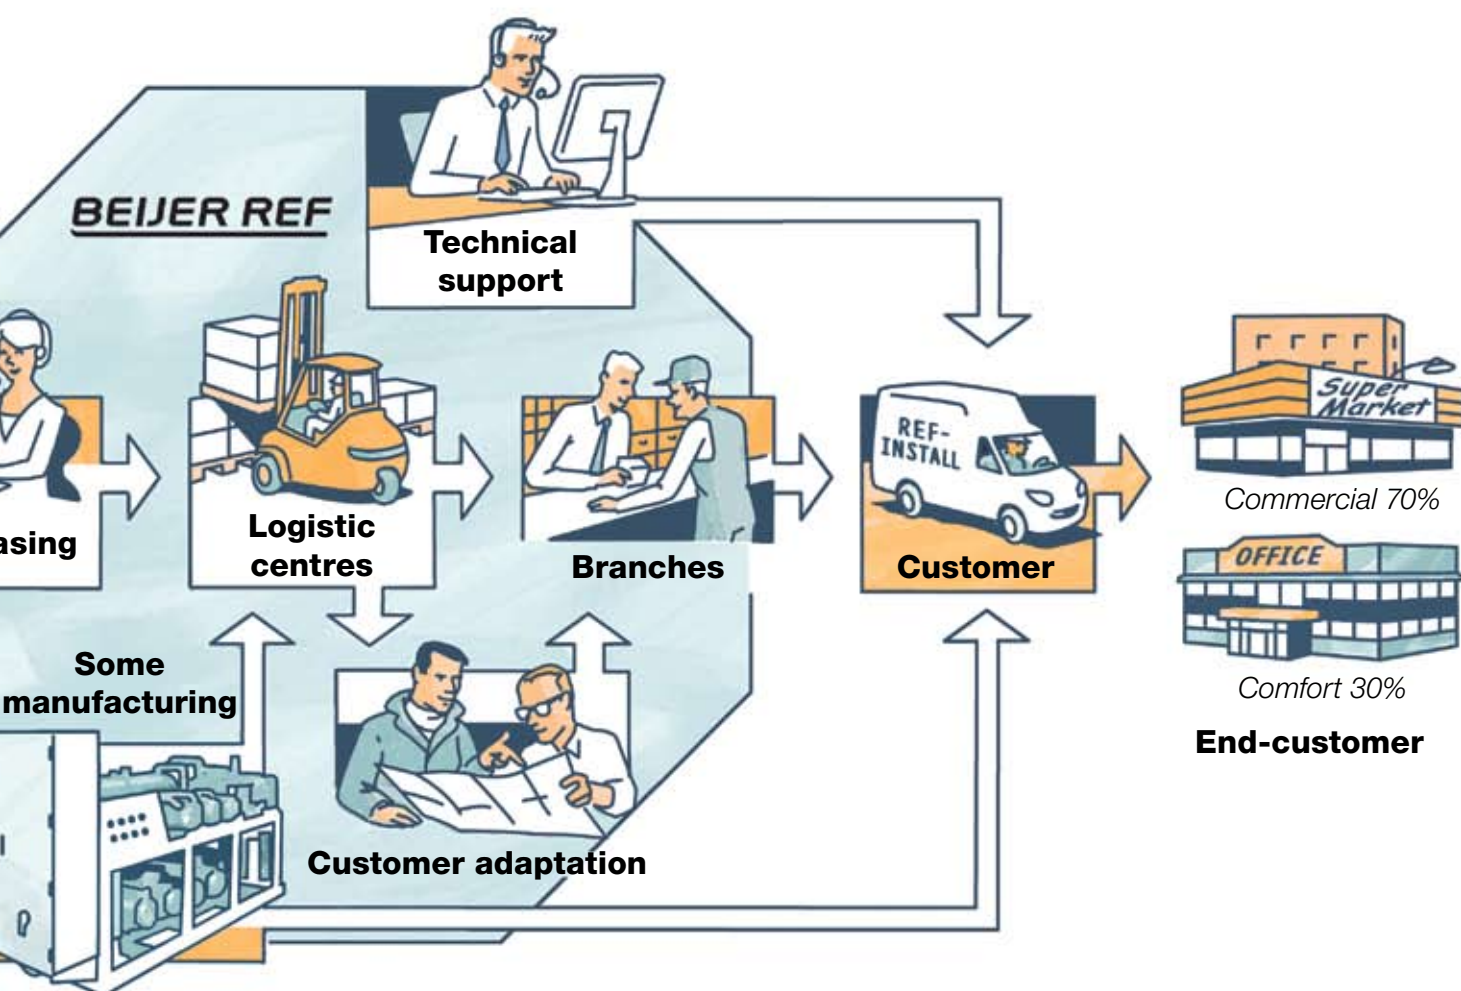 BEIJER REF
Technical
support
REF-
INSTALL
Super
Market
Commercial 70%
asing
Logistic
centres
Branches
Customer
OFFICE
Some
manufacturing
Comfort 30%
End-customer
Customer adaptation